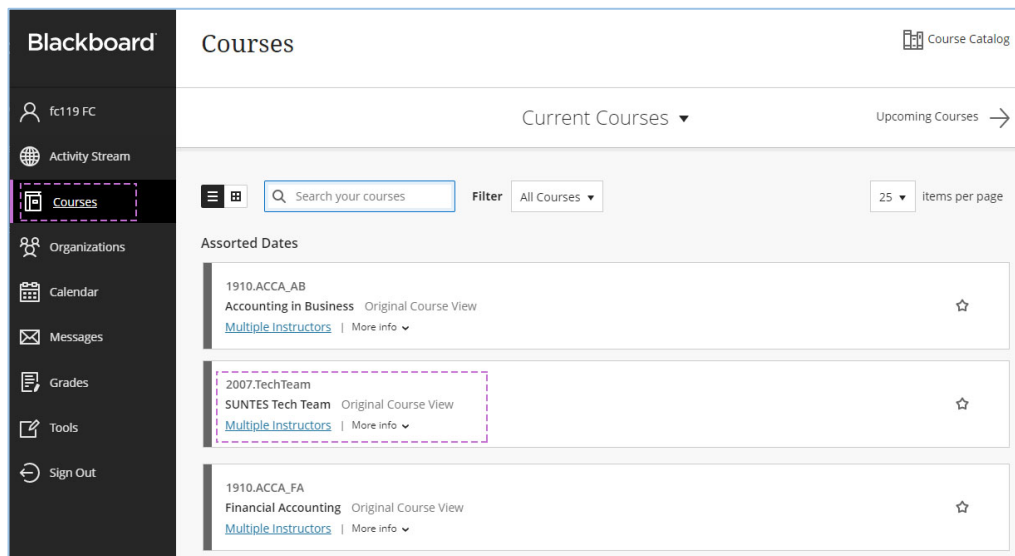 Blackboard
fc119 FC
Activity Stream
Courses
Organizations
Calendar
Messages
Grades
Tools
Sign Out
Courses
Course Catalog
Current Courses
Upcoming Courses
Search your courses
Filter
All Courses
25
items per page
Assorted Dates
1910.ACCA_AB
Accounting in Business Original Course View
Multiple Instructors | More info
2007.TechTeam
SUNTES Tech Team Original Course View
Multiple Instructors | More info
1910.ACCA_FA
Financial Accounting Original Course View
Multiple Instructors | More info